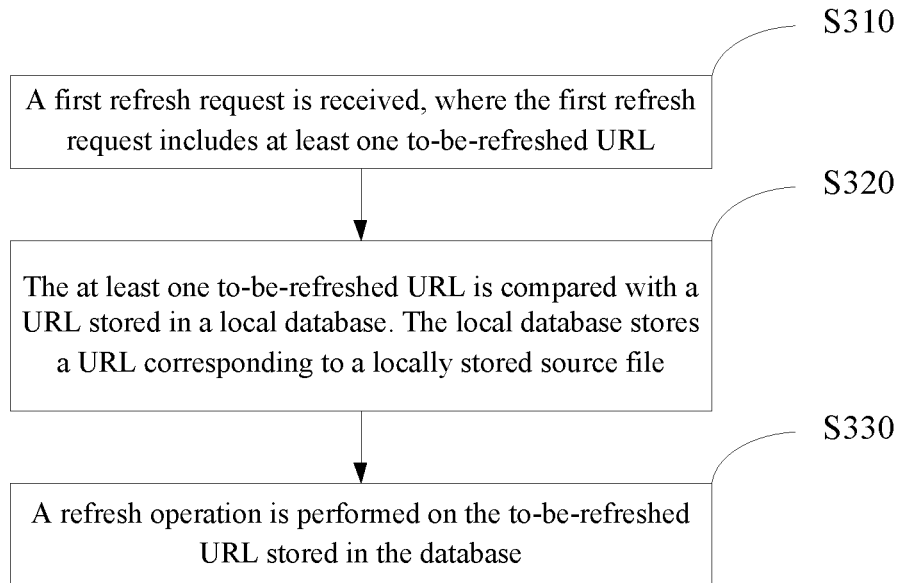 S310
A first refresh request is received, where the first refresh
request includes at least one to-be-refreshed URL
S320
The at least one to-be-refreshed URL is compared with a
URL stored in a local database. The local database stores
a URL corresponding to a locally stored source file
S330
A refresh operation is performed on the to-be-refreshed
URL stored in the database